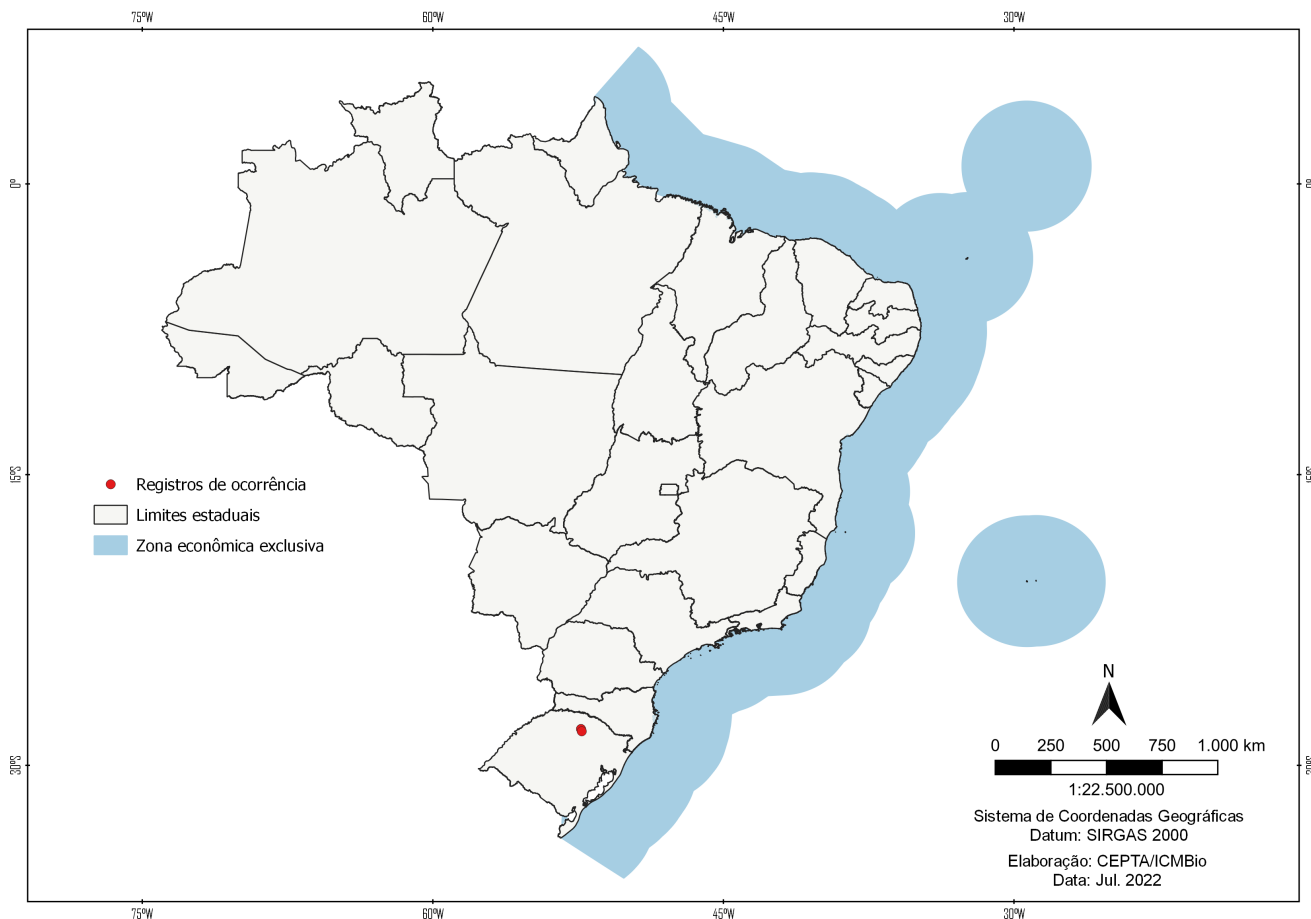 75°W 60°W 45°W 30°W
0°
15°S
30°S
Registros de ocorrência
Limites estaduais
Zona econômica exclusiva
N
0 250 500 750 1.000 km
1:22.500.000
Sistema de Coordenadas Geográficas
Datum: SIRGAS 2000
Elaboração: CEPTA/ICMBio
Data: Jul. 2022
75°W 60°W 45°W 30°W